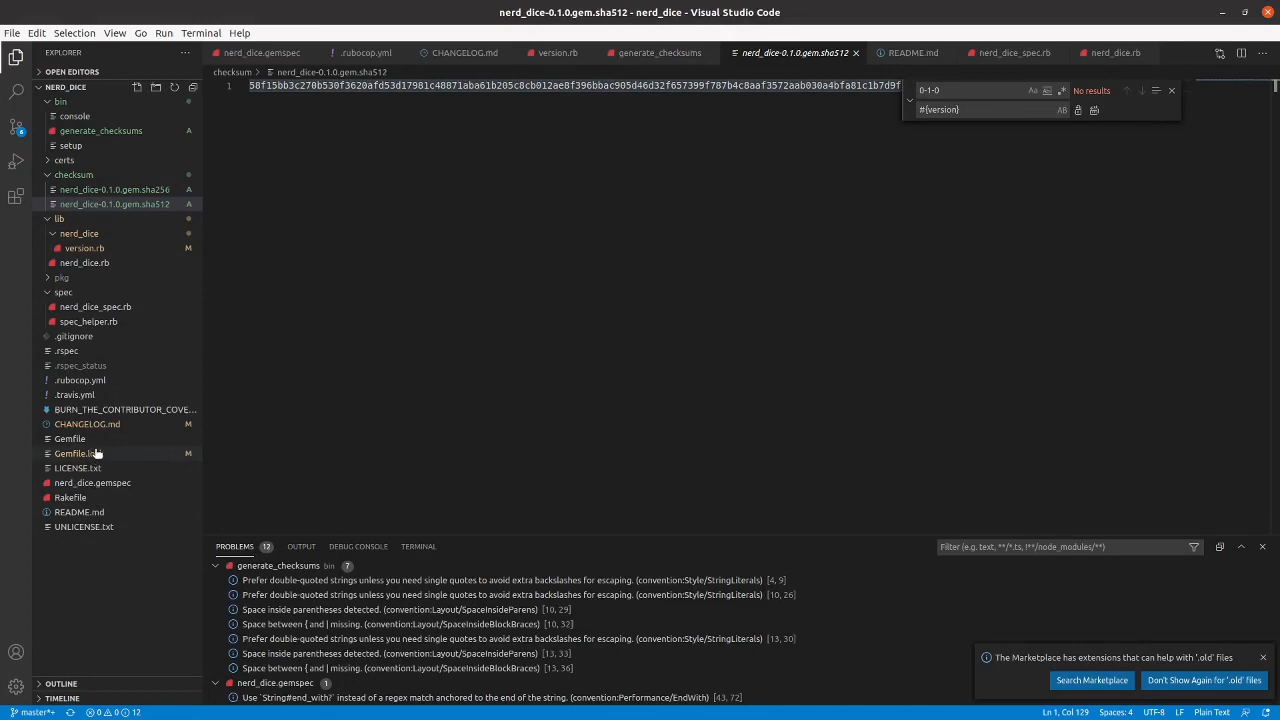 nerd_dice-0.1.0.gem.sha512 - nerd_dice - Visual Studio Code
File Edit Selection View Go Run Terminal Help
EXPLORER
nerd_dice.gemspec .rubocop.yml CHANGELOG.md version.rb generate_checksums nerd_dice-0.1.0.gem.sha512 README.md nerd_dice_spec.rb nerd_dice.rb
OPEN EDITORS
checksum > nerd_dice-0.1.0.gem.sha512
NERD_DICE
1
0-1-0
Aa
No results
#{version}
AB
bin
console
generate_checksums A
setup
certs
checksum
nerd_dice-0.1.0.gem.sha256 A
nerd_dice-0.1.0.gem.sha512 A
lib
nerd_dice
version.rb M
nerd_dice.rb
pkg
spec
nerd_dice_spec.rb
spec_helper.rb
.gitignore
.rspec
.rspec_status
.rubocop.yml
.travis.yml
BURN_THE_CONTRIBUTOR_COVE...
CHANGELOG.md M
Gemfile
M
LICENSE.txt
nerd_dice.gemspec
Rakefile
README.md
UNLICENSE.txt
6
PROBLEMS 12 OUTPUT DEBUG CONSOLE TERMINAL
Filter (e.g. text, **/*.ts, !**/node_modules/**)
generate_checksums bin 7
Prefer double-quoted strings unless you need single quotes to avoid extra backslashes for escaping. (convention:Style/StringLiterals) [4, 9]
Prefer double-quoted strings unless you need single quotes to avoid extra backslashes for escaping. (convention:Style/StringLiterals) [10, 26]
Space inside parentheses detected. (convention:Layout/SpaceInsideParens) [10, 29]
Space between { and | missing. (convention:Layout/SpaceInsideBlockBraces) [10, 32]
Prefer double-quoted strings unless you need single quotes to avoid extra backslashes for escaping. (convention:Style/StringLiterals) [13, 30]
Space inside parentheses detected. (convention:Layout/SpaceInsideParens) [13, 33]
Space between { and | missing. (convention:Layout/SpaceInsideBlockBraces) [13, 36]
nerd_dice.gemspec 1
Use `String#end_with?` instead of a regex match anchored to the end of the string. (convention:Performance/EndWith) [43, 72]
The Marketplace has extensions that can help with '.old' files
Search Marketplace
Don't Show Again for '.old' files
OUTLINE
TIMELINE
master*+ 0 0 12
Ln 1, Col 129 Spaces: 4 UTF-8 LF Plain Text